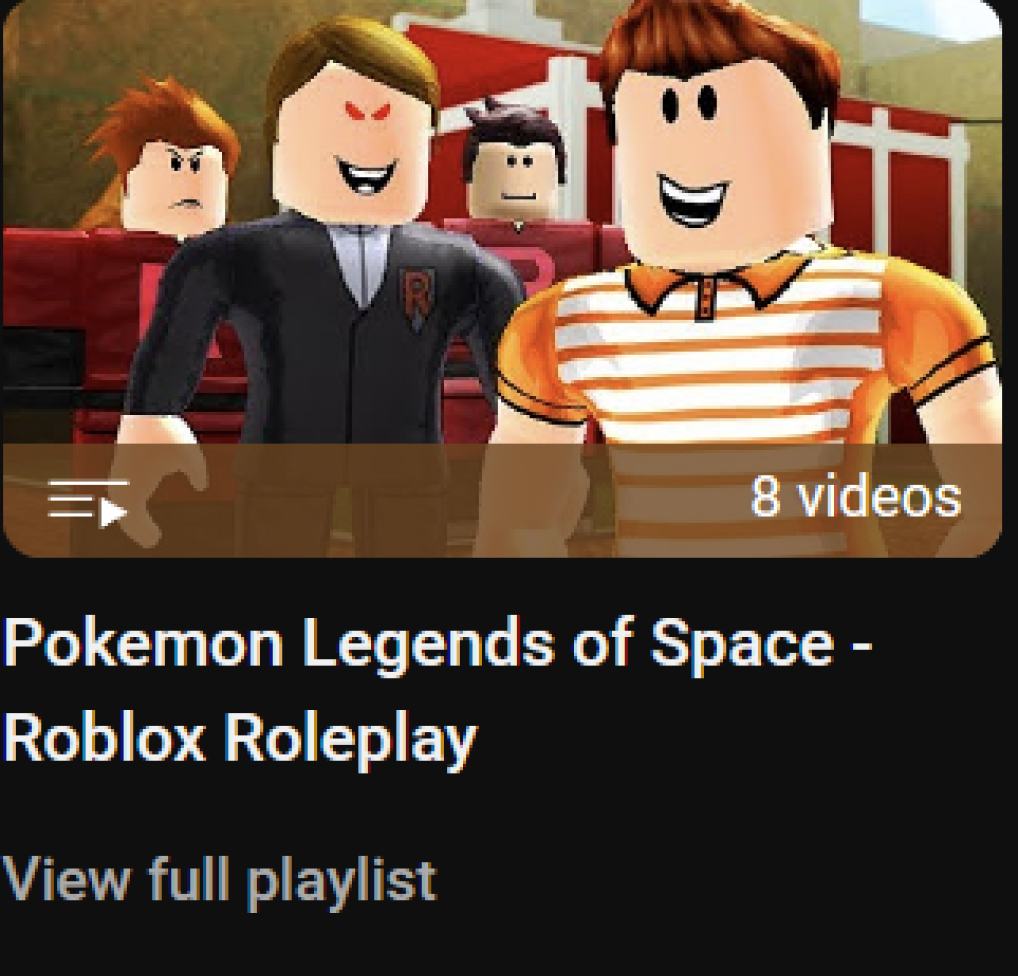 R
8 videos
Pokemon Legends of Space -
Roblox Roleplay
View full playlist